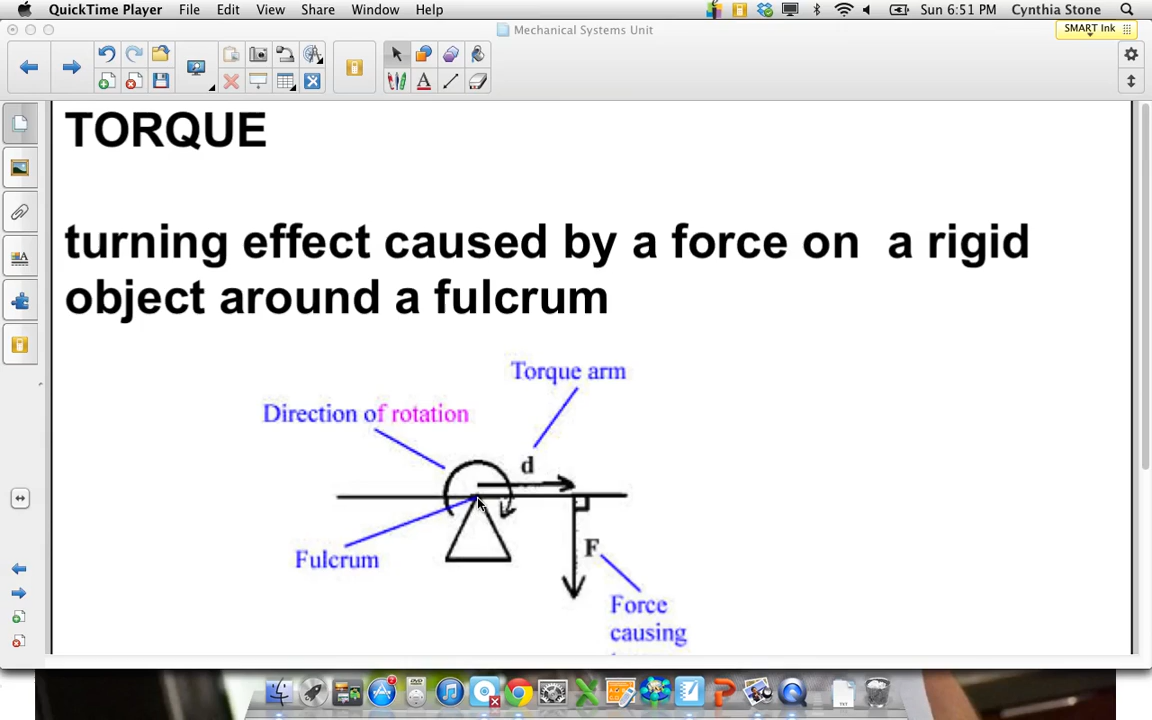 QuickTime Player File Edit View Share Window Help Sun 6:51 PM Cynthia Stone
Mechanical Systems Unit
SMART Ink
TORQUE
turning effect caused by a force on a rigid
object around a fulcrum
Torque arm
Direction of rotation
d
Fulcrum
F
Force
causing